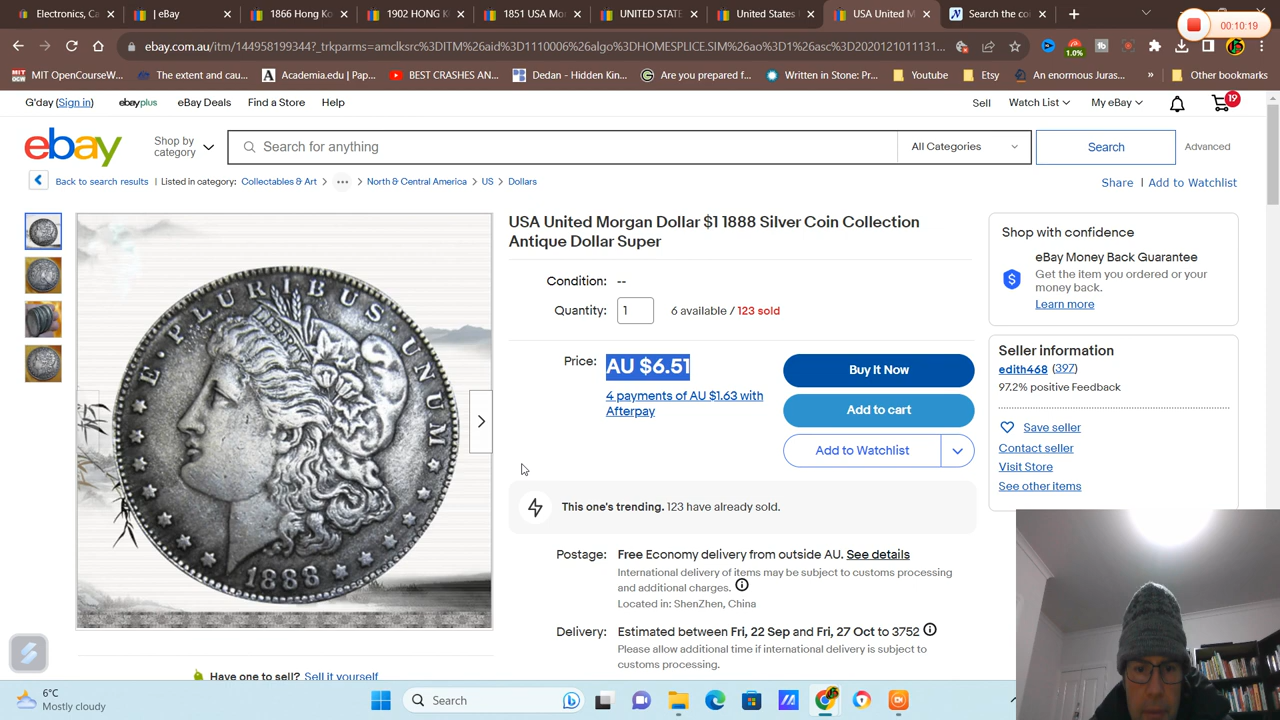 Electronics, Ca
| eBay
1866 Hong Ko
1902 HONG K
1851 USA Mo
UNITED STATE
United States
USA United M
Search the co
00:10:19
ebay.com.au/itm/144958199344?_trkparms=amclksrc%3DITM%26aid%3D1110006%26algo%3DHOMESPLICE.SIM%26ao%3D1%26asc%3D2020121011131...
1.0%
MIT OpenCourseW...
The extent and cau...
Academia.edu | Pap...
BEST CRASHES AN...
Dedan - Hidden Kin...
Are you prepared f...
Written in Stone: Pr...
Youtube
Etsy
An enormous Juras...
»
Other bookmarks
G'day (Sign in)
ebayplus
eBay Deals
Find a Store
Help
Sell
Watch List
My eBay
19
ebay
Shop by category
Search for anything
All Categories
Search
Advanced
Back to search results | Listed in category: Collectables & Art > ... > North & Central America > US > Dollars
Share | Add to Watchlist
USA United Morgan Dollar $1 1888 Silver Coin Collection
Antique Dollar Super
Condition: --
Quantity: 1 6 available / 123 sold
Price: AU $6.51
4 payments of AU $1.63 with
Afterpay
Buy It Now
Add to cart
Add to Watchlist
This one's trending. 123 have already sold.
Postage: Free Economy delivery from outside AU. See details
International delivery of items may be subject to customs processing
and additional charges.
Located in: ShenZhen, China
Delivery: Estimated between Fri, 22 Sep and Fri, 27 Oct to 3752
Please allow additional time if international delivery is subject to
customs processing.
Shop with confidence
eBay Money Back Guarantee
Get the item you ordered or your
money back.
Learn more
Seller information
edith468 (397)
97.2% positive Feedback
Save seller
Contact seller
Visit Store
See other items
E · PLURIBUS · UNUM
1888
Have one to sell? Sell it yourself
6°C
Mostly cloudy
Search